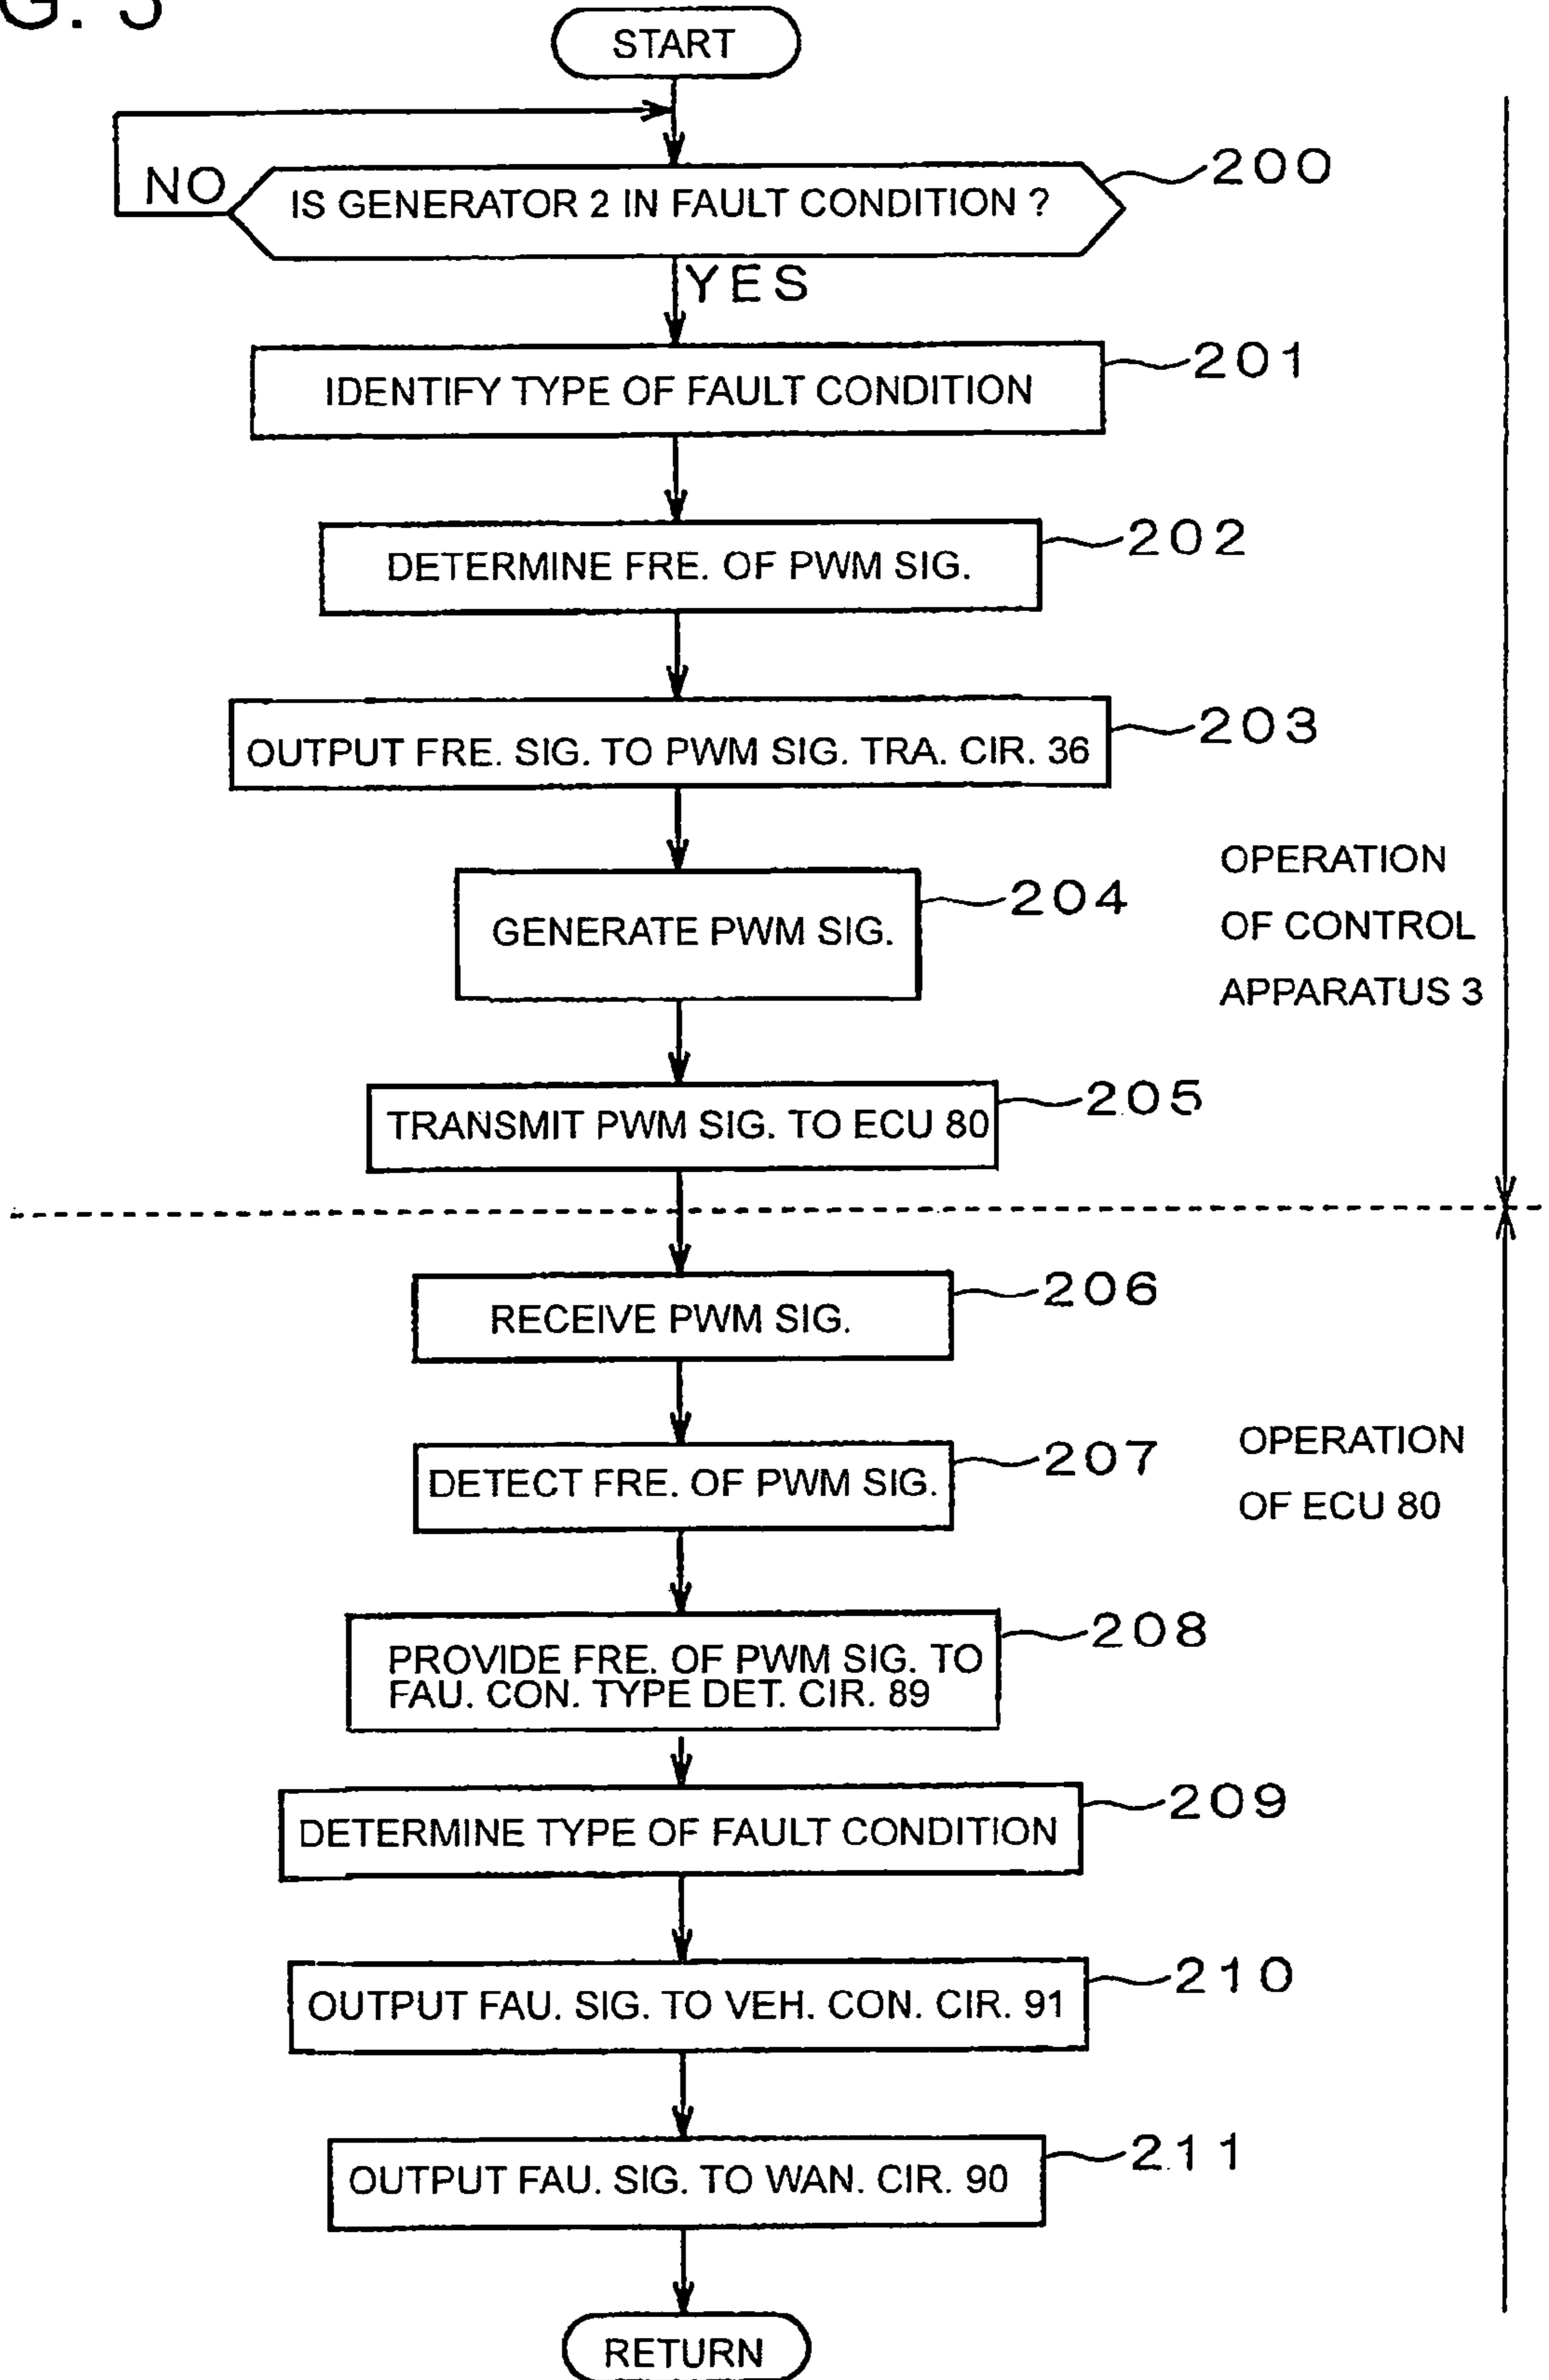 G. 5
START
NO
IS GENERATOR 2 IN FAULT CONDITION ?
200
YES
IDENTIFY TYPE OF FAULT CONDITION
201
DETERMINE FRE. OF PWM SIG.
202
OUTPUT FRE. SIG. TO PWM SIG. TRA. CIR. 36
203
GENERATE PWM SIG.
204
OPERATION
OF CONTROL
APPARATUS 3
TRANSMIT PWM SIG. TO ECU 80
205
RECEIVE PWM SIG.
206
DETECT FRE. OF PWM SIG.
207
OPERATION
OF ECU 80
PROVIDE FRE. OF PWM SIG. TO
FAU. CON. TYPE DET. CIR. 89
208
DETERMINE TYPE OF FAULT CONDITION
209
OUTPUT FAU. SIG. TO VEH. CON. CIR. 91
210
OUTPUT FAU. SIG. TO WAN. CIR. 90
211
RETURN